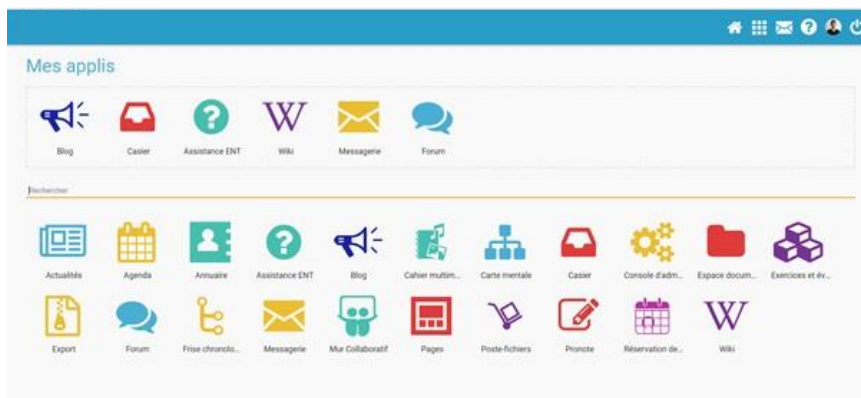 Mes applis
Blog Casier Assistance ENT Wiki Messagerie Forum
Rechercher
Actualités Agenda Annuaire Assistance ENT Blog Cahier multim... Carte mentale Casier Console d'adm... Espace docum... Exercices et év...
Export Forum Frise chronolo... Messagerie Mur Collaboratif Pages Poste-fichiers Pronote Réservation de... Wiki